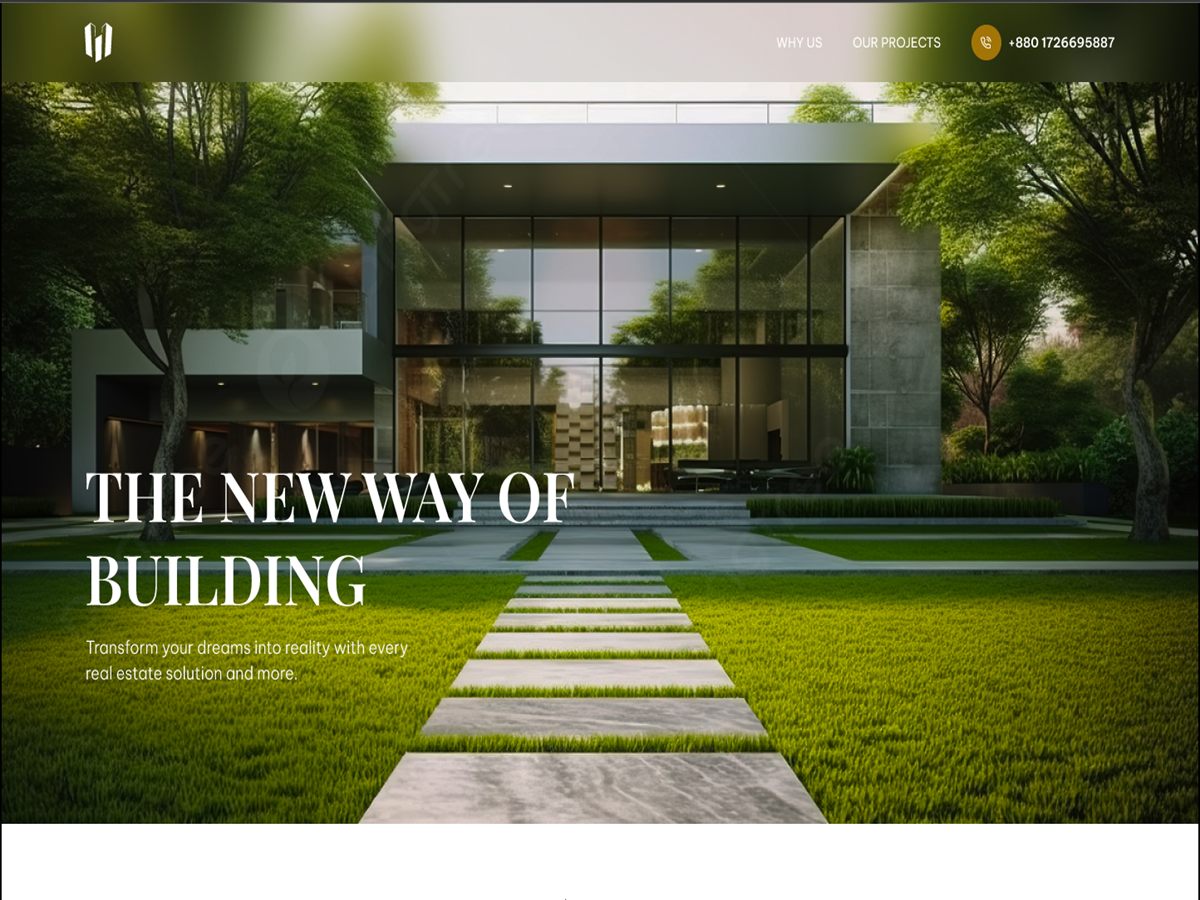 WHY US
OUR PROJECTS
+880 1726695887
THE NEW WAY OF
BUILDING
Transform your dreams into reality with every
real estate solution and more.